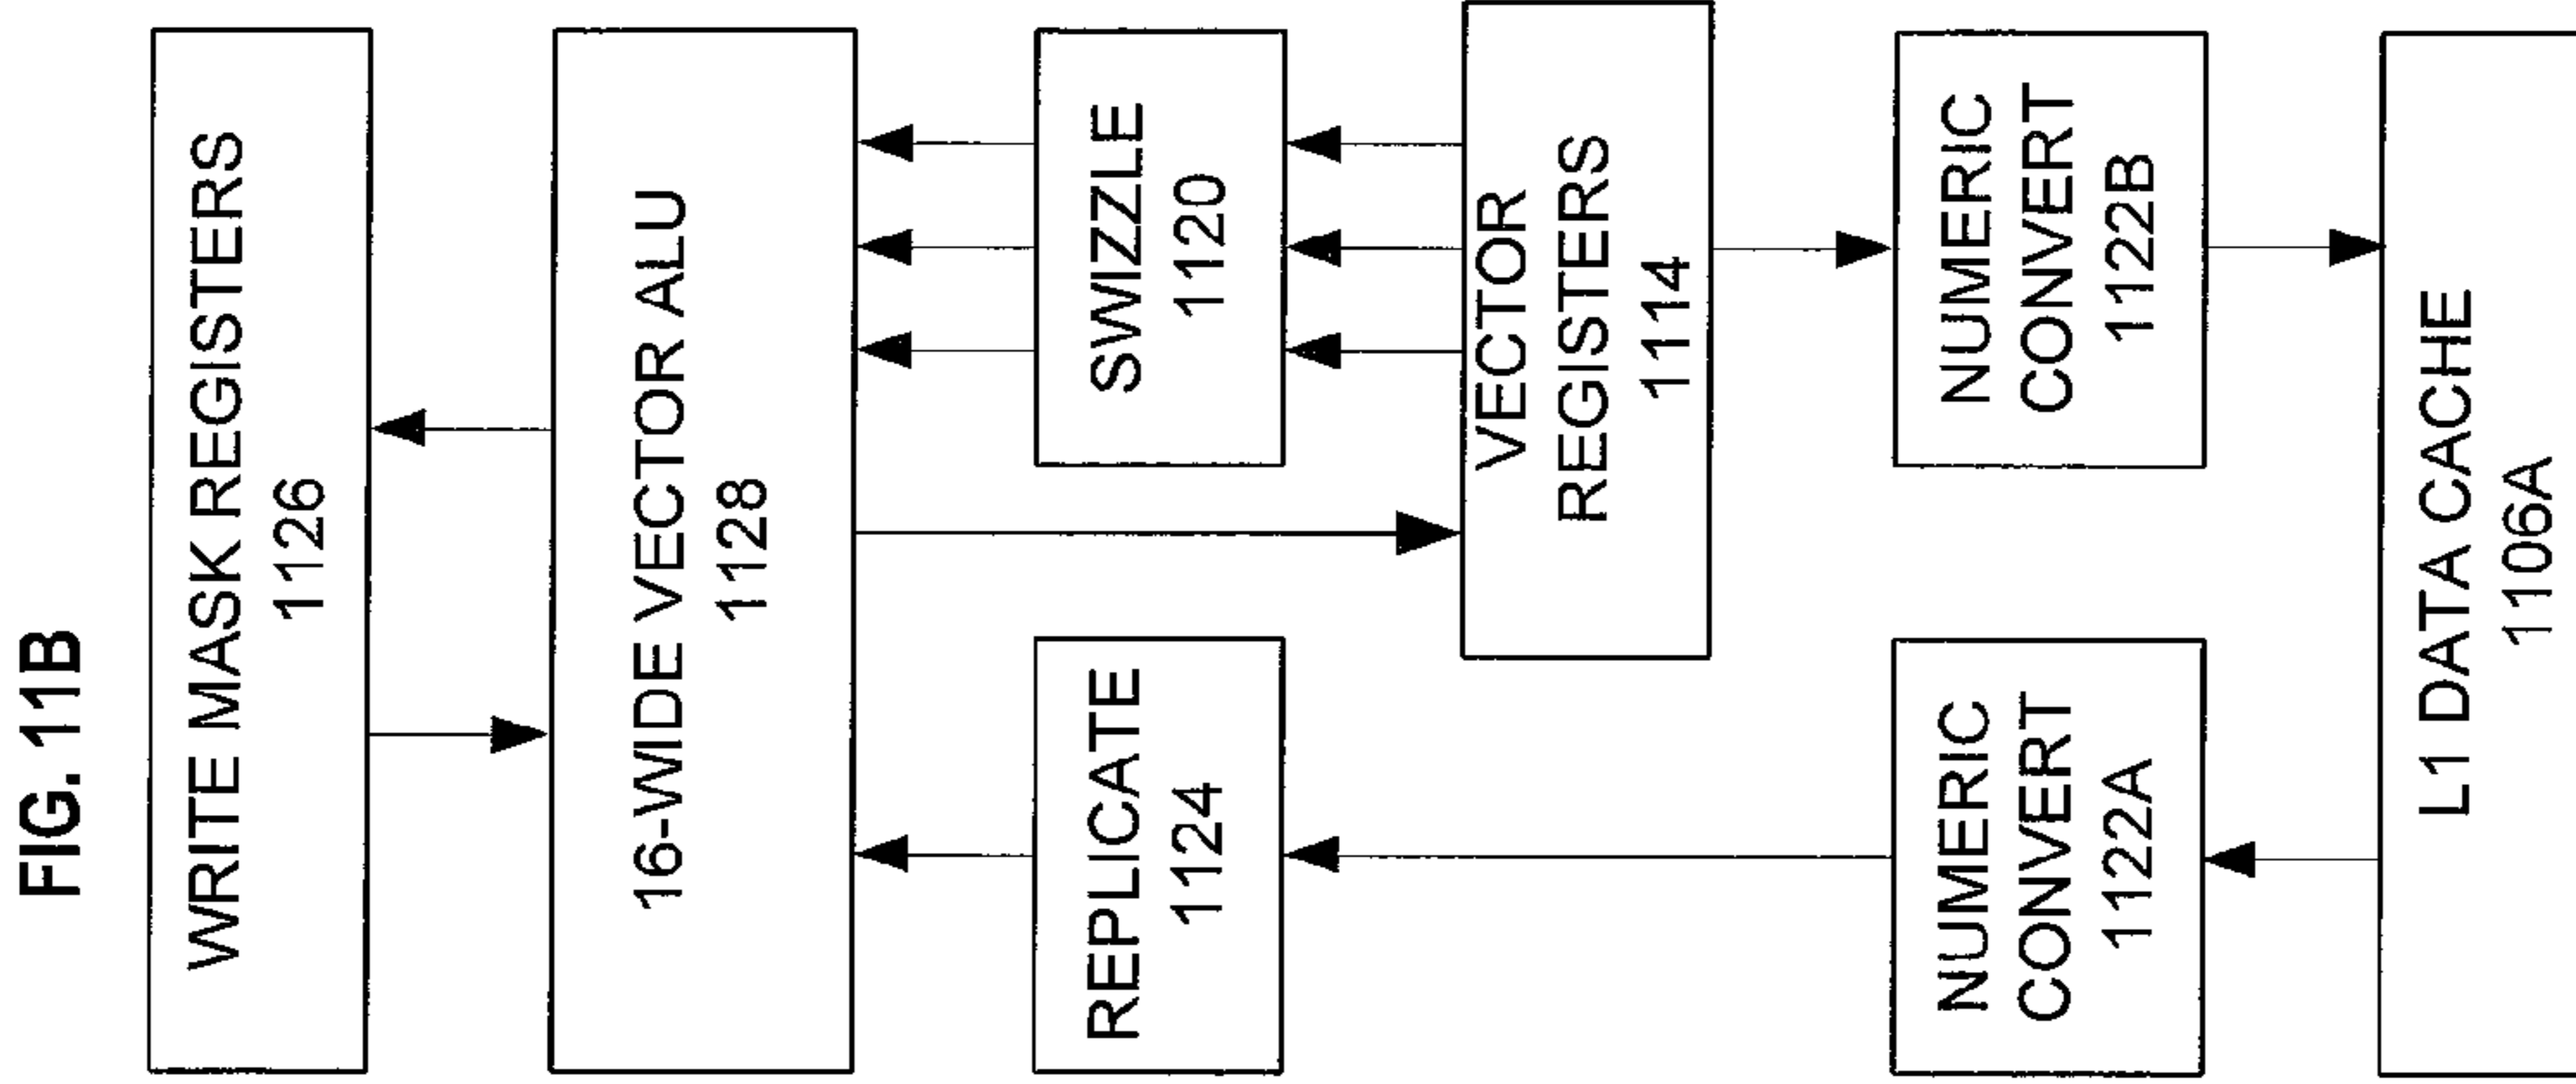 FIG. 11B
WRITE MASK REGISTERS
1126
16-WIDE VECTOR ALU
1128
REPLICATE
1124
SWIZZLE
1120
VECTOR
REGISTERS
1114
NUMERIC
CONVERT
1122A
NUMERIC
CONVERT
1122B
L1 DATA CACHE
1106A